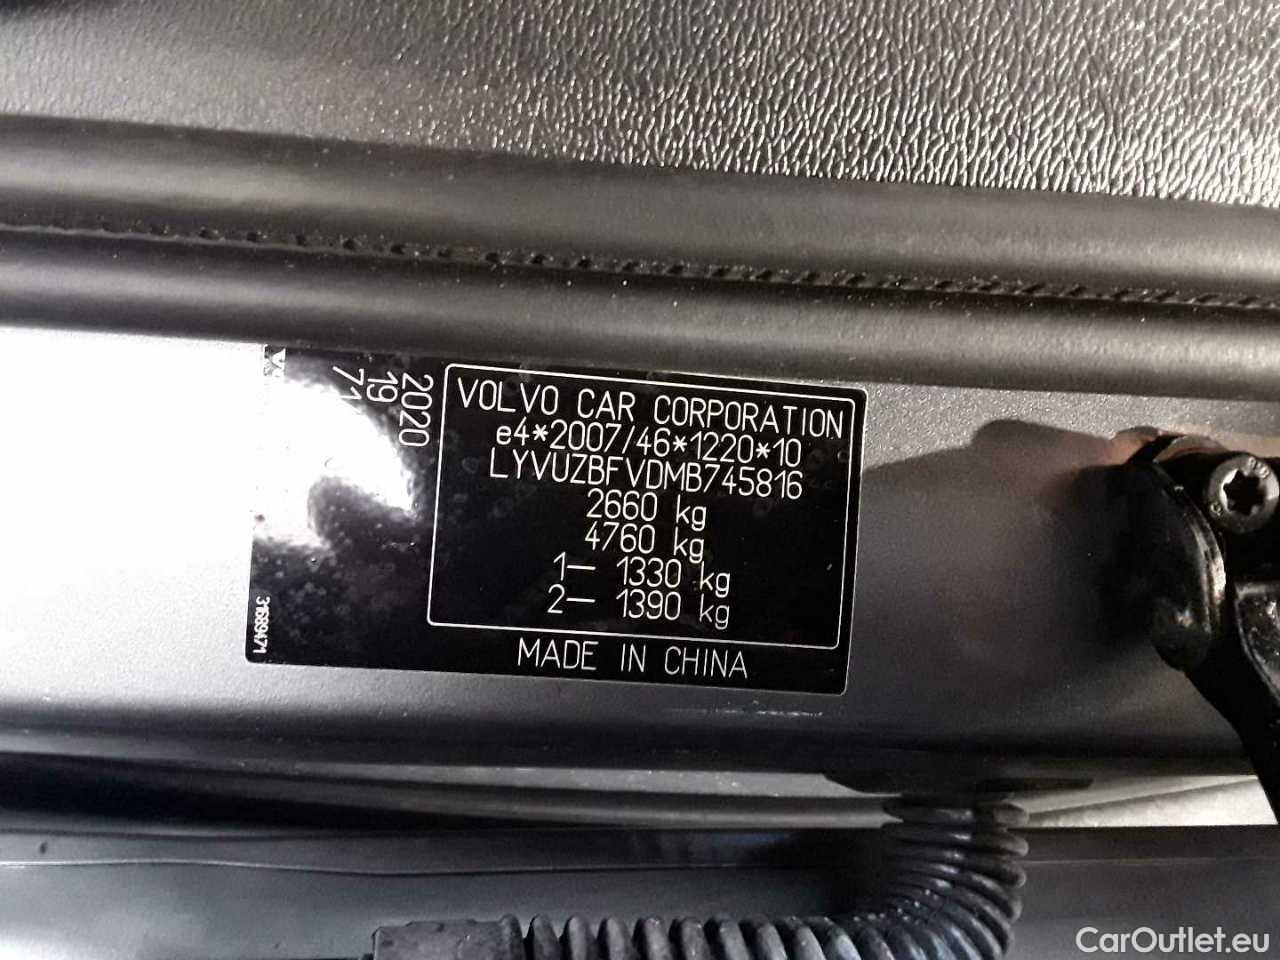 VOLVO CAR CORPORATION
e4*2007/46*1220*10
LYVUZBFVDMB745816
2660 kg
4760 kg
1— 1330 kg
2— 1390 kg
MADE IN CHINA
2020
19
31689471
CarOutlet.eu